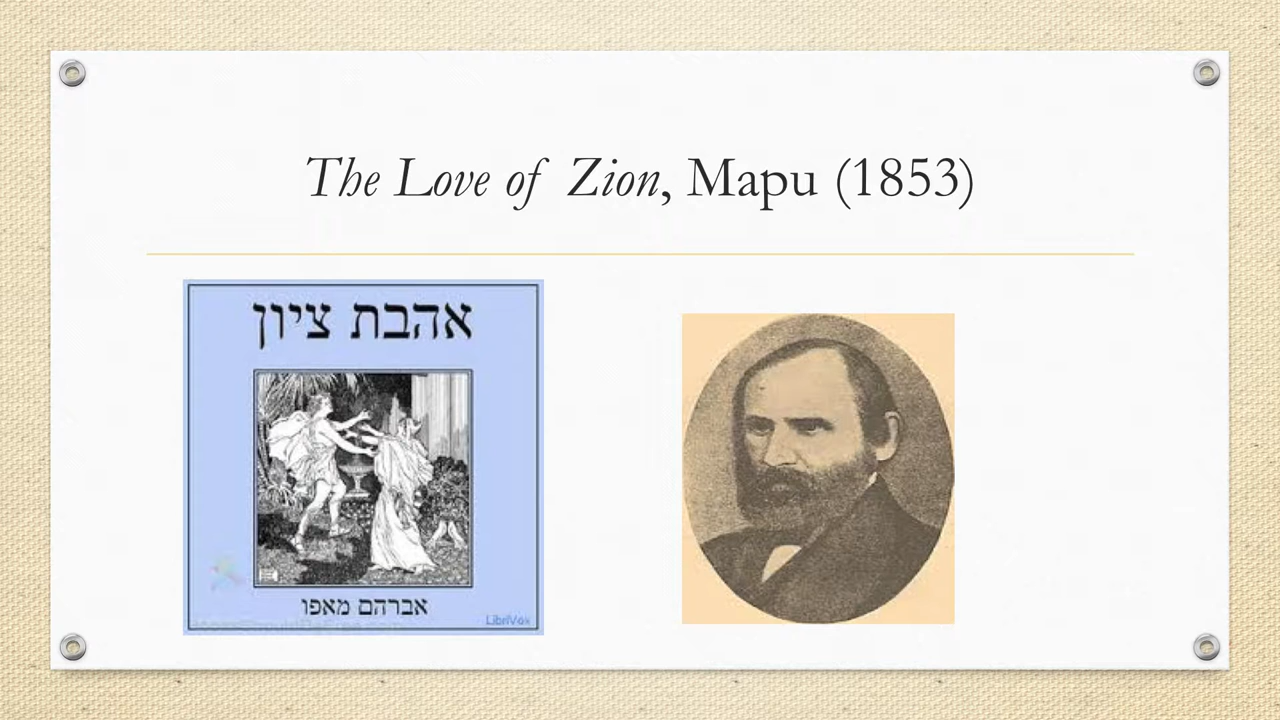 The Love of Zion, Mapu (1853)
אהבת ציון
אברהם מאפו
LibriVox